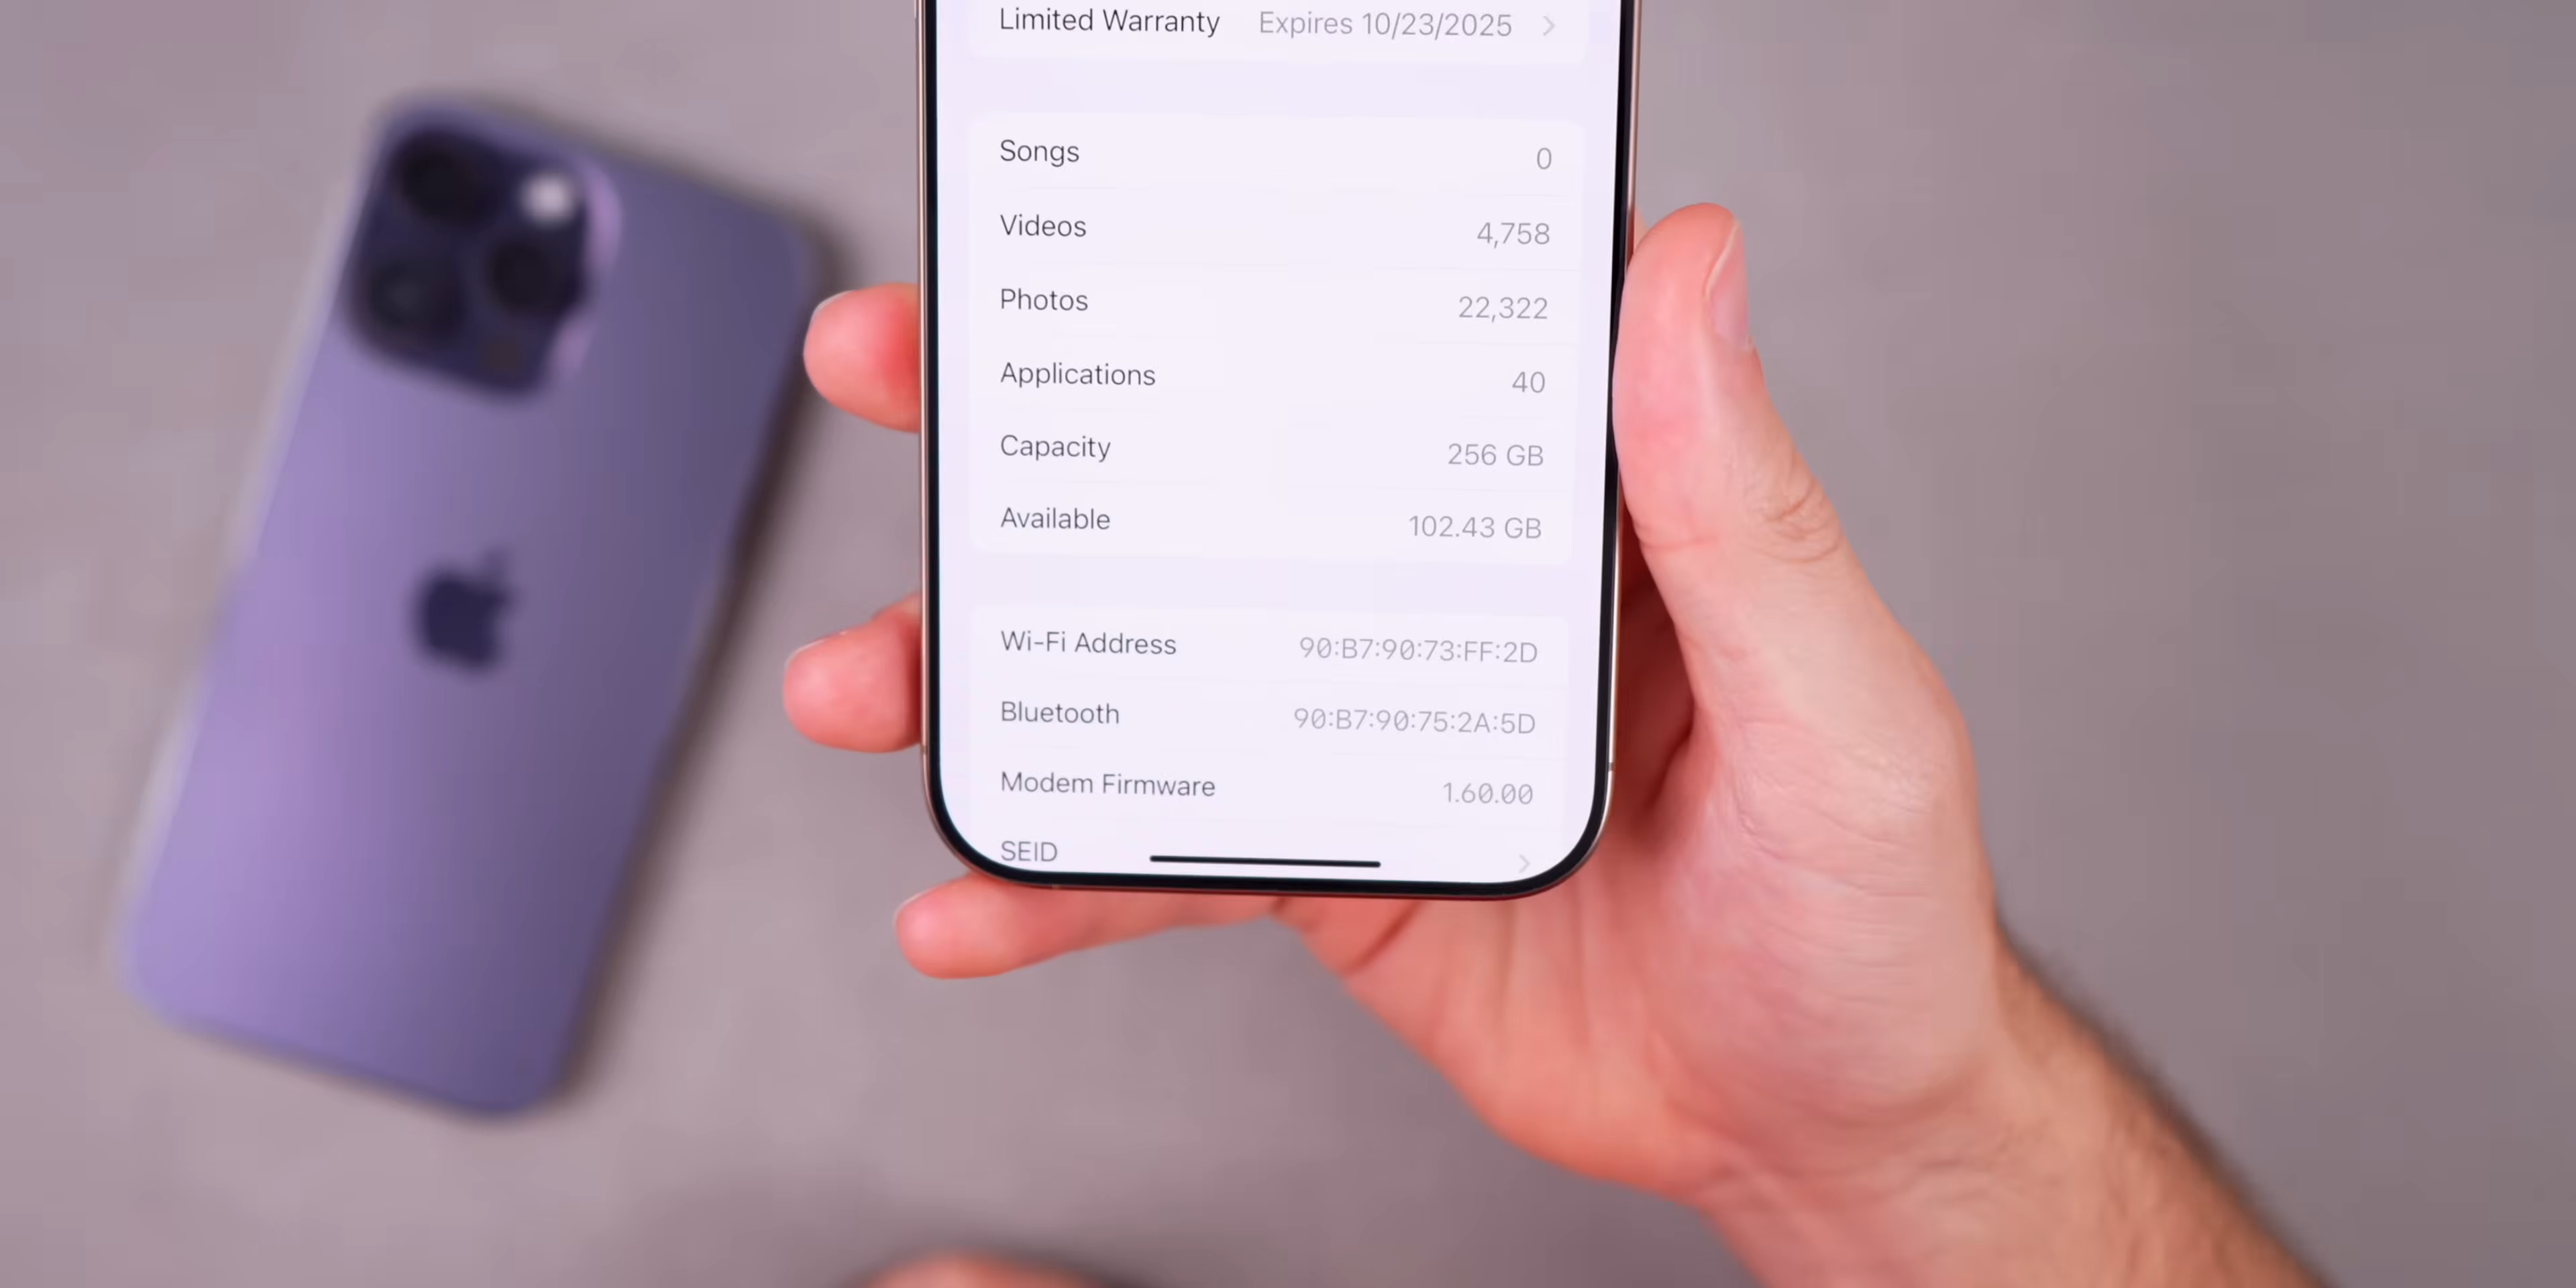 Limited Warranty Expires 10/23/2025
Songs 0
Videos 4,758
Photos 22,322
Applications 40
Capacity 256 GB
Available 102.43 GB
Wi-Fi Address 90:B7:90:73:FF:2D
Bluetooth 90:B7:90:75:2A:5D
Modem Firmware 1.60.00
SEID